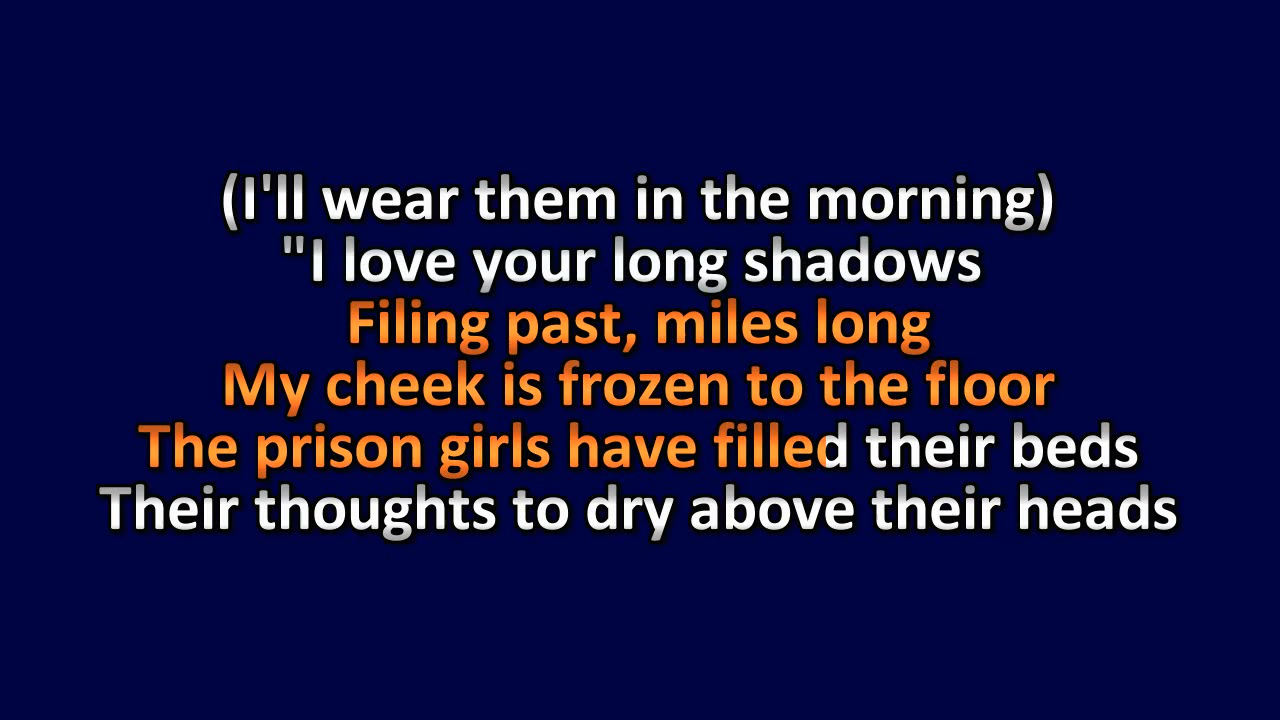 (I'll wear them in the morning)
"I love your long shadows
Filing past, miles long
My cheek is frozen to the floor
The prison girls have filled their beds
Their thoughts to dry above their heads